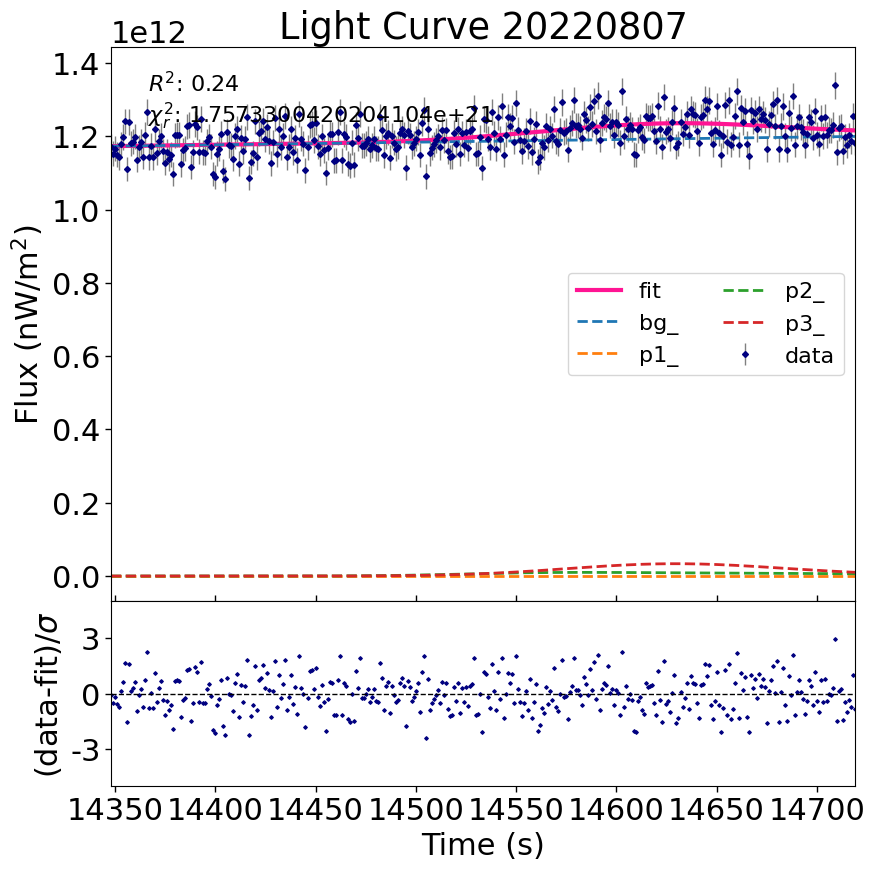 Light Curve 20220807
1e12
R²: 0.24
χ²ᵣ: 1.7573300420204104e+21
1.4
1.2
1.0
0.8
0.6
0.4
0.2
0.0
Flux (nW/m²)
fit
bg_
p1_
p2_
p3_
data
3
0
-3
(data-fit)/σ
14350 14400 14450 14500 14550 14600 14650 14700
Time (s)